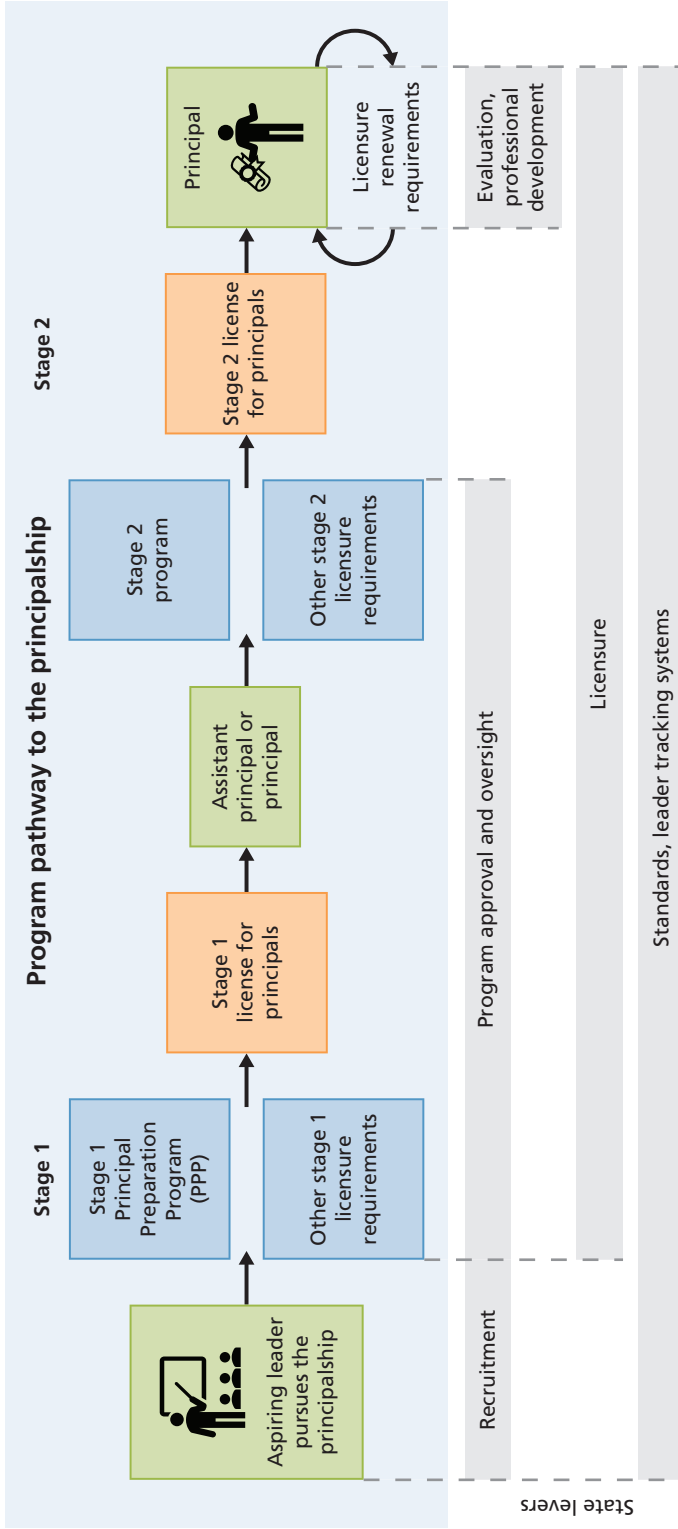 Program pathway to the principalship
Stage 1
Stage 2
Aspiring leader
pursues the
principalship
Stage 1
Principal
Preparation
Program
(PPP)
Other stage 1
licensure
requirements
Stage 1
license for
principals
Assistant
principal or
principal
Stage 2
program
Other stage 2
licensure
requirements
Stage 2 license
for principals
Principal
Licensure
renewal
requirements
State levers
Recruitment
Program approval and oversight
Evaluation,
professional
development
Licensure
Standards, leader tracking systems